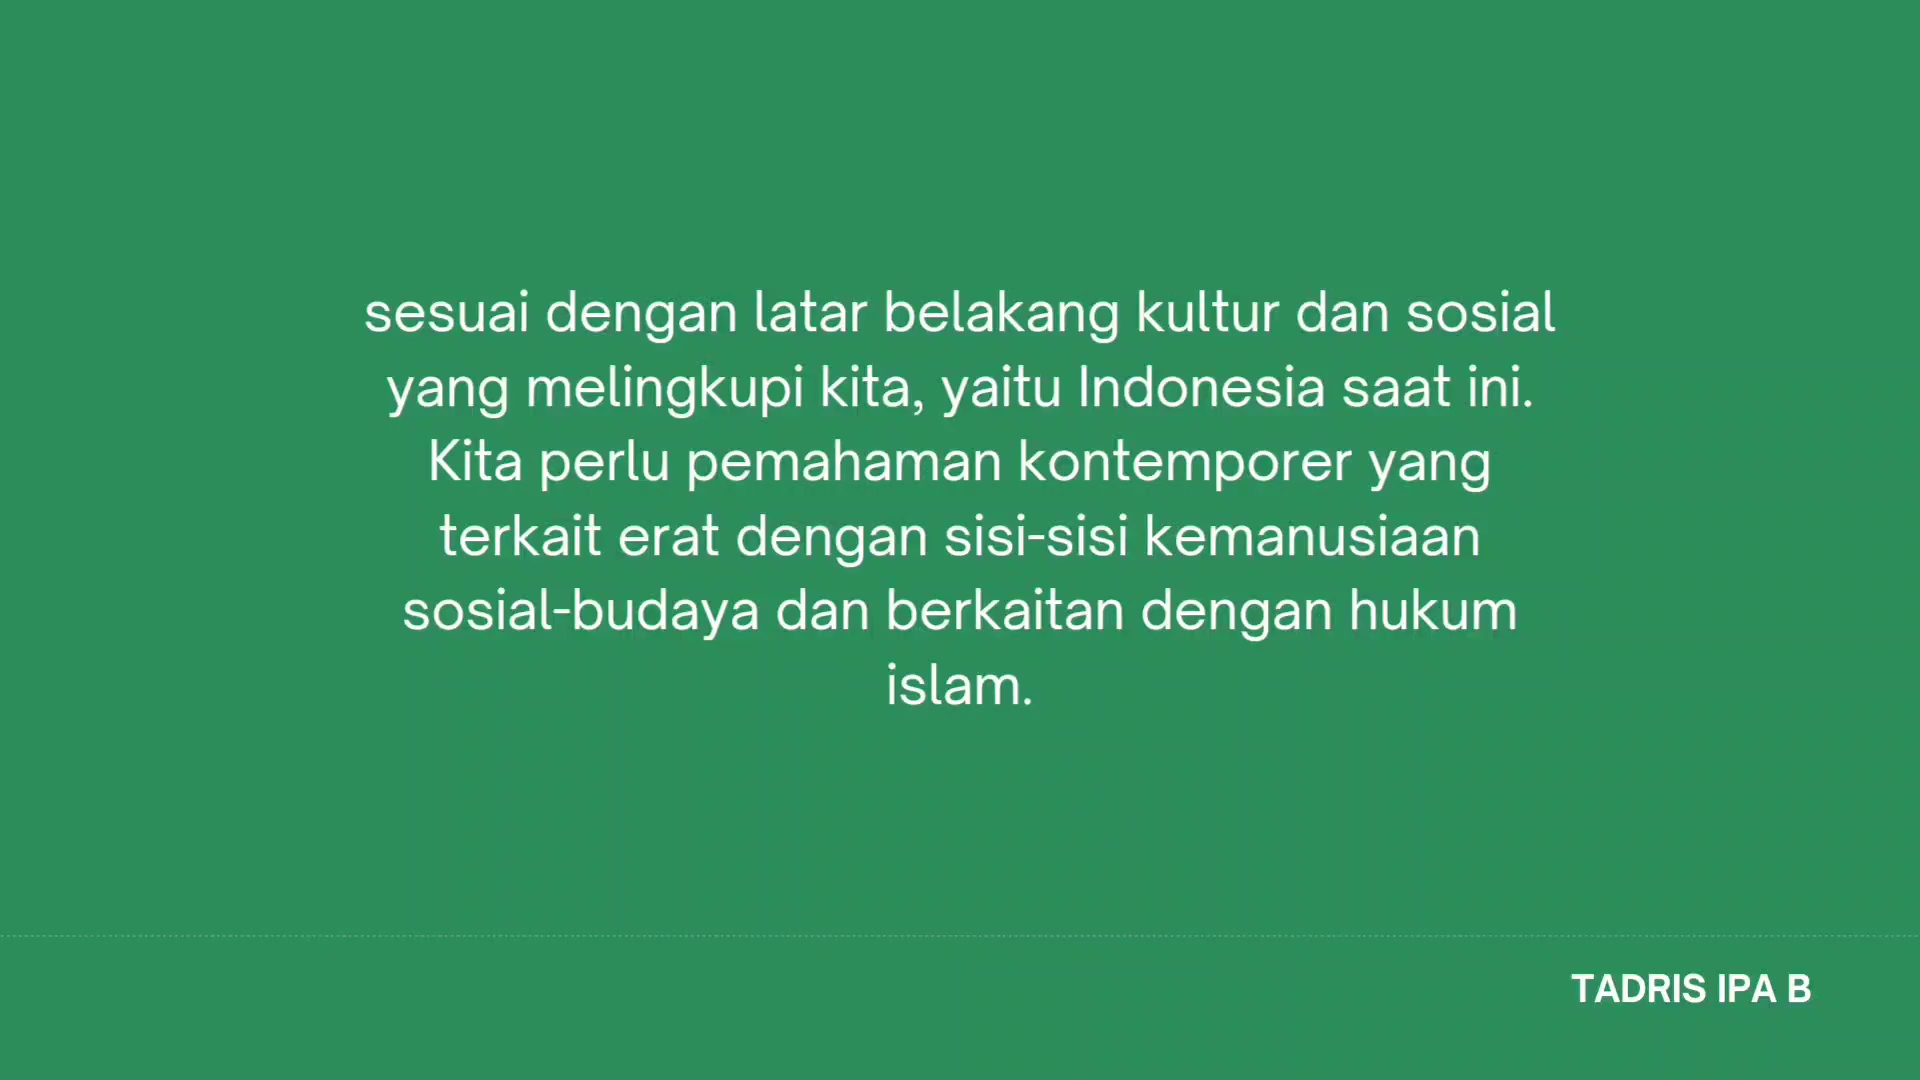 sesuai dengan latar belakang kultur dan sosial
yang melingkupi kita, yaitu Indonesia saat ini.
Kita perlu pemahaman kontemporer yang
terkait erat dengan sisi-sisi kemanusiaan
sosial-budaya dan berkaitan dengan hukum
islam.
TADRIS IPA B